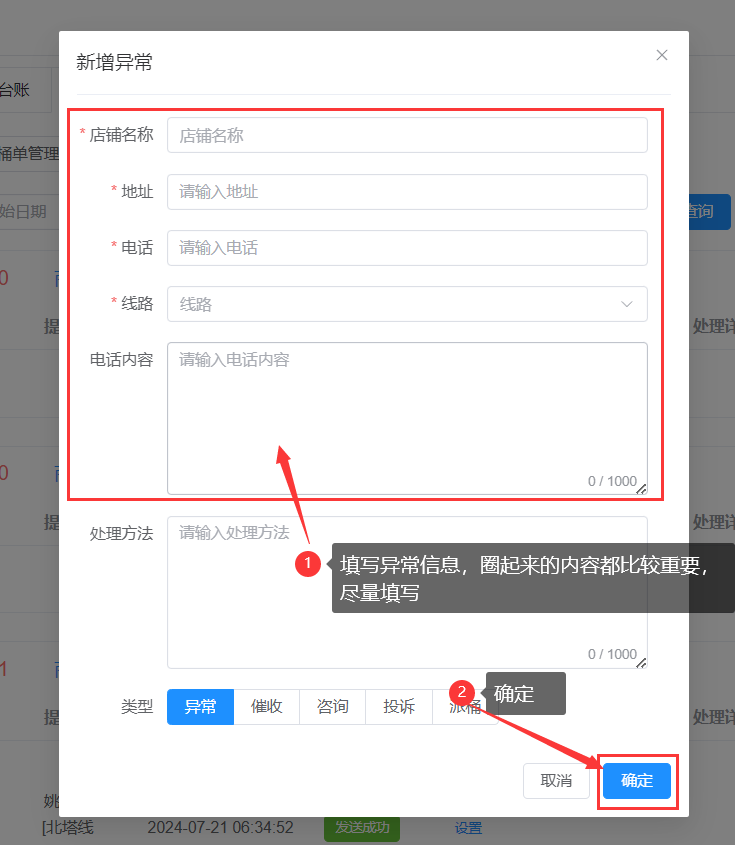 新增异常
台账
* 店铺名称
店铺名称
桶单管理
* 地址
请输入地址
始日期
查询
* 电话
请输入电话
0
* 线路
线路
提
处理详
电话内容
请输入电话内容
0
0 / 1000
提
处理详
处理方法
请输入处理方法
1
填写异常信息，圈起来的内容都比较重要，
尽量填写
0 / 1000
1
类型
异常
催收
咨询
投诉
派桶
2
确定
提
处理详
取消
确定
姚
[北塔线
2024-07-21 06:34:52
发送成功
设置